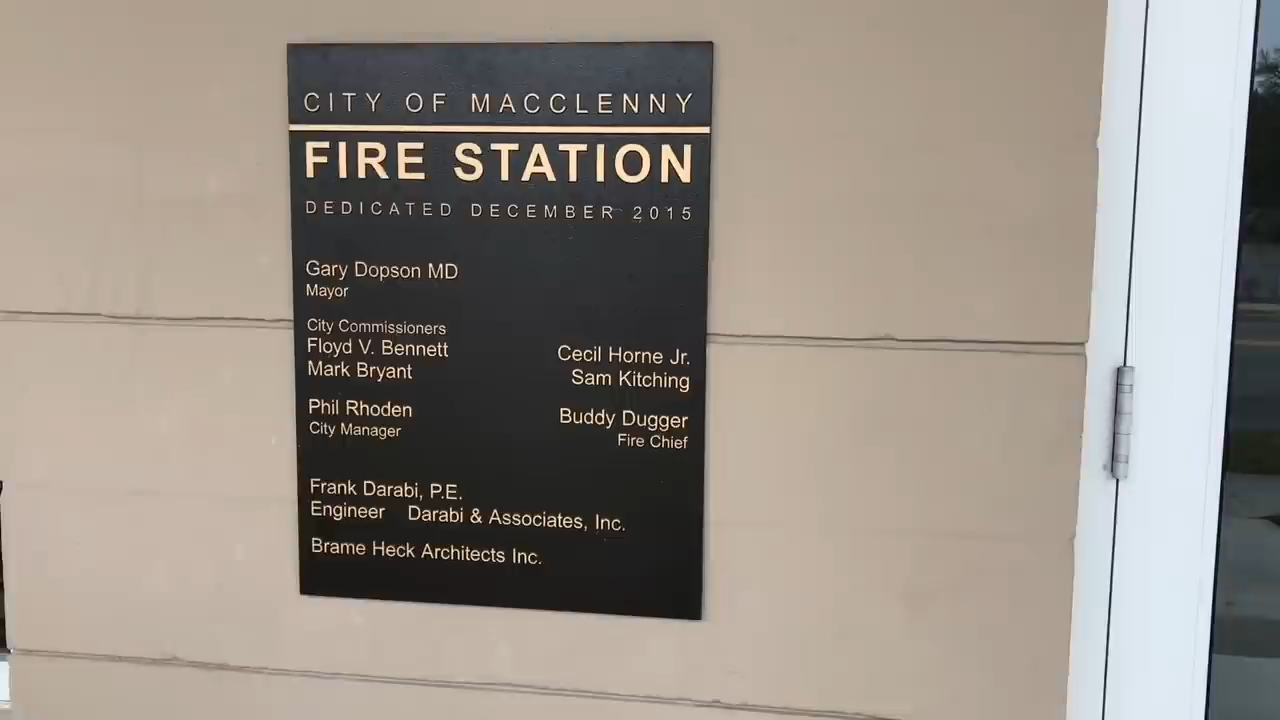 CITY OF MACCLENNY
FIRE STATION
DEDICATED DECEMBER 2015
Gary Dopson MD
Mayor
City Commissioners
Floyd V. Bennett
Mark Bryant
Cecil Horne Jr.
Sam Kitching
Phil Rhoden
City Manager
Buddy Dugger
Fire Chief
Frank Darabi, P.E.
Engineer Darabi & Associates, Inc.
Brame Heck Architects Inc.